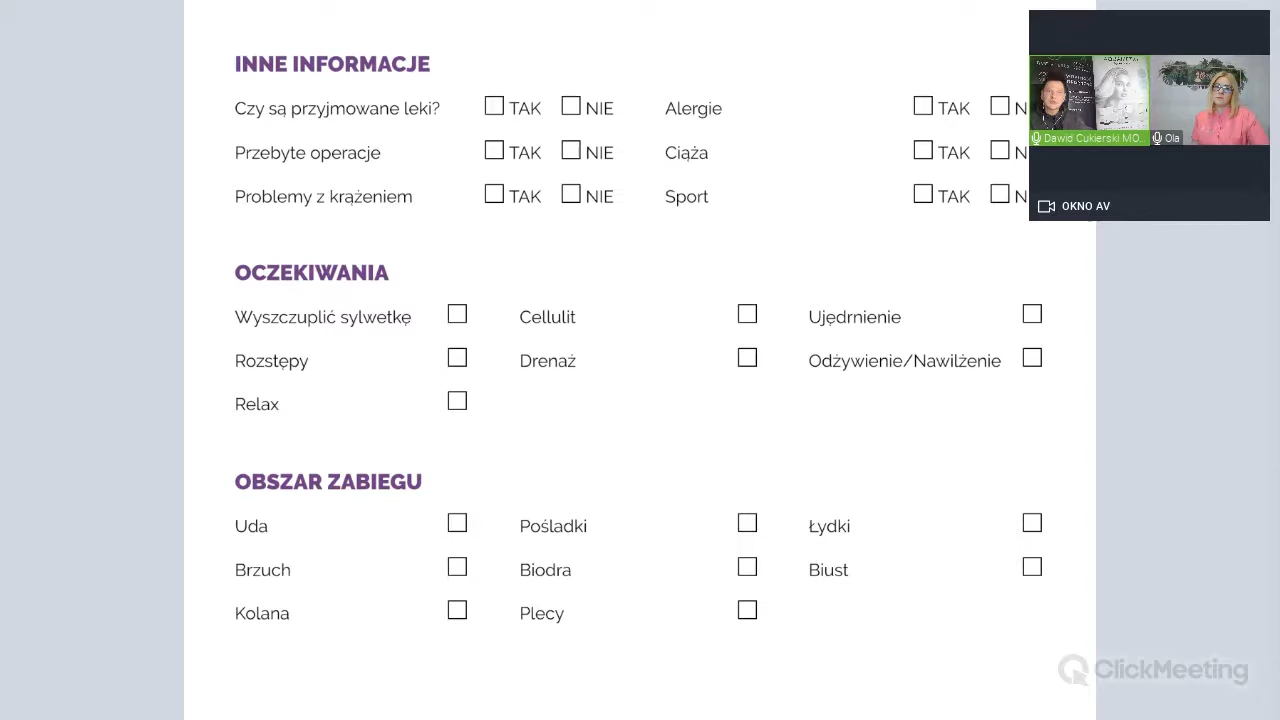 INNE INFORMACJE
Czy są przyjmowane leki? TAK NIE Alergie TAK N
Przebyte operacje TAK NIE Ciąża TAK N
Problemy z krążeniem TAK NIE Sport TAK N
OCZEKIWANIA
Wyszczuplić sylwetkę Cellulit Ujędrnienie
Rozstępy Drenaż Odżywienie/Nawilżenie
Relax
OBSZAR ZABIEGU
Uda Pośladki Łydki
Brzuch Biodra Biust
Kolana Plecy
Dawid Cukierski MO... Ola
OKNO AV
ClickMeeting